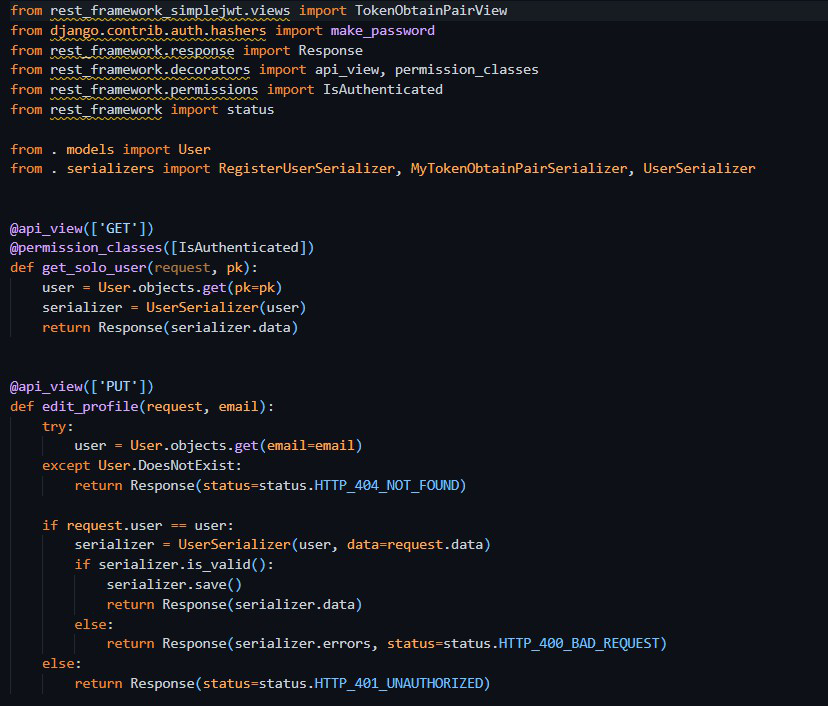 from rest_framework_simplejwt.views import TokenObtainPairView
from django.contrib.auth.hashers import make_password
from rest_framework.response import Response
from rest_framework.decorators import api_view, permission_classes
from rest_framework.permissions import IsAuthenticated
from rest_framework import status

from . models import User
from . serializers import RegisterUserSerializer, MyTokenObtainPairSerializer, UserSerializer


@api_view(['GET'])
@permission_classes([IsAuthenticated])
def get_solo_user(request, pk):
    user = User.objects.get(pk=pk)
    serializer = UserSerializer(user)
    return Response(serializer.data)


@api_view(['PUT'])
def edit_profile(request, email):
    try:
        user = User.objects.get(email=email)
    except User.DoesNotExist:
        return Response(status=status.HTTP_404_NOT_FOUND)

    if request.user == user:
        serializer = UserSerializer(user, data=request.data)
        if serializer.is_valid():
            serializer.save()
            return Response(serializer.data)
        else:
            return Response(serializer.errors, status=status.HTTP_400_BAD_REQUEST)
    else:
        return Response(status=status.HTTP_401_UNAUTHORIZED)